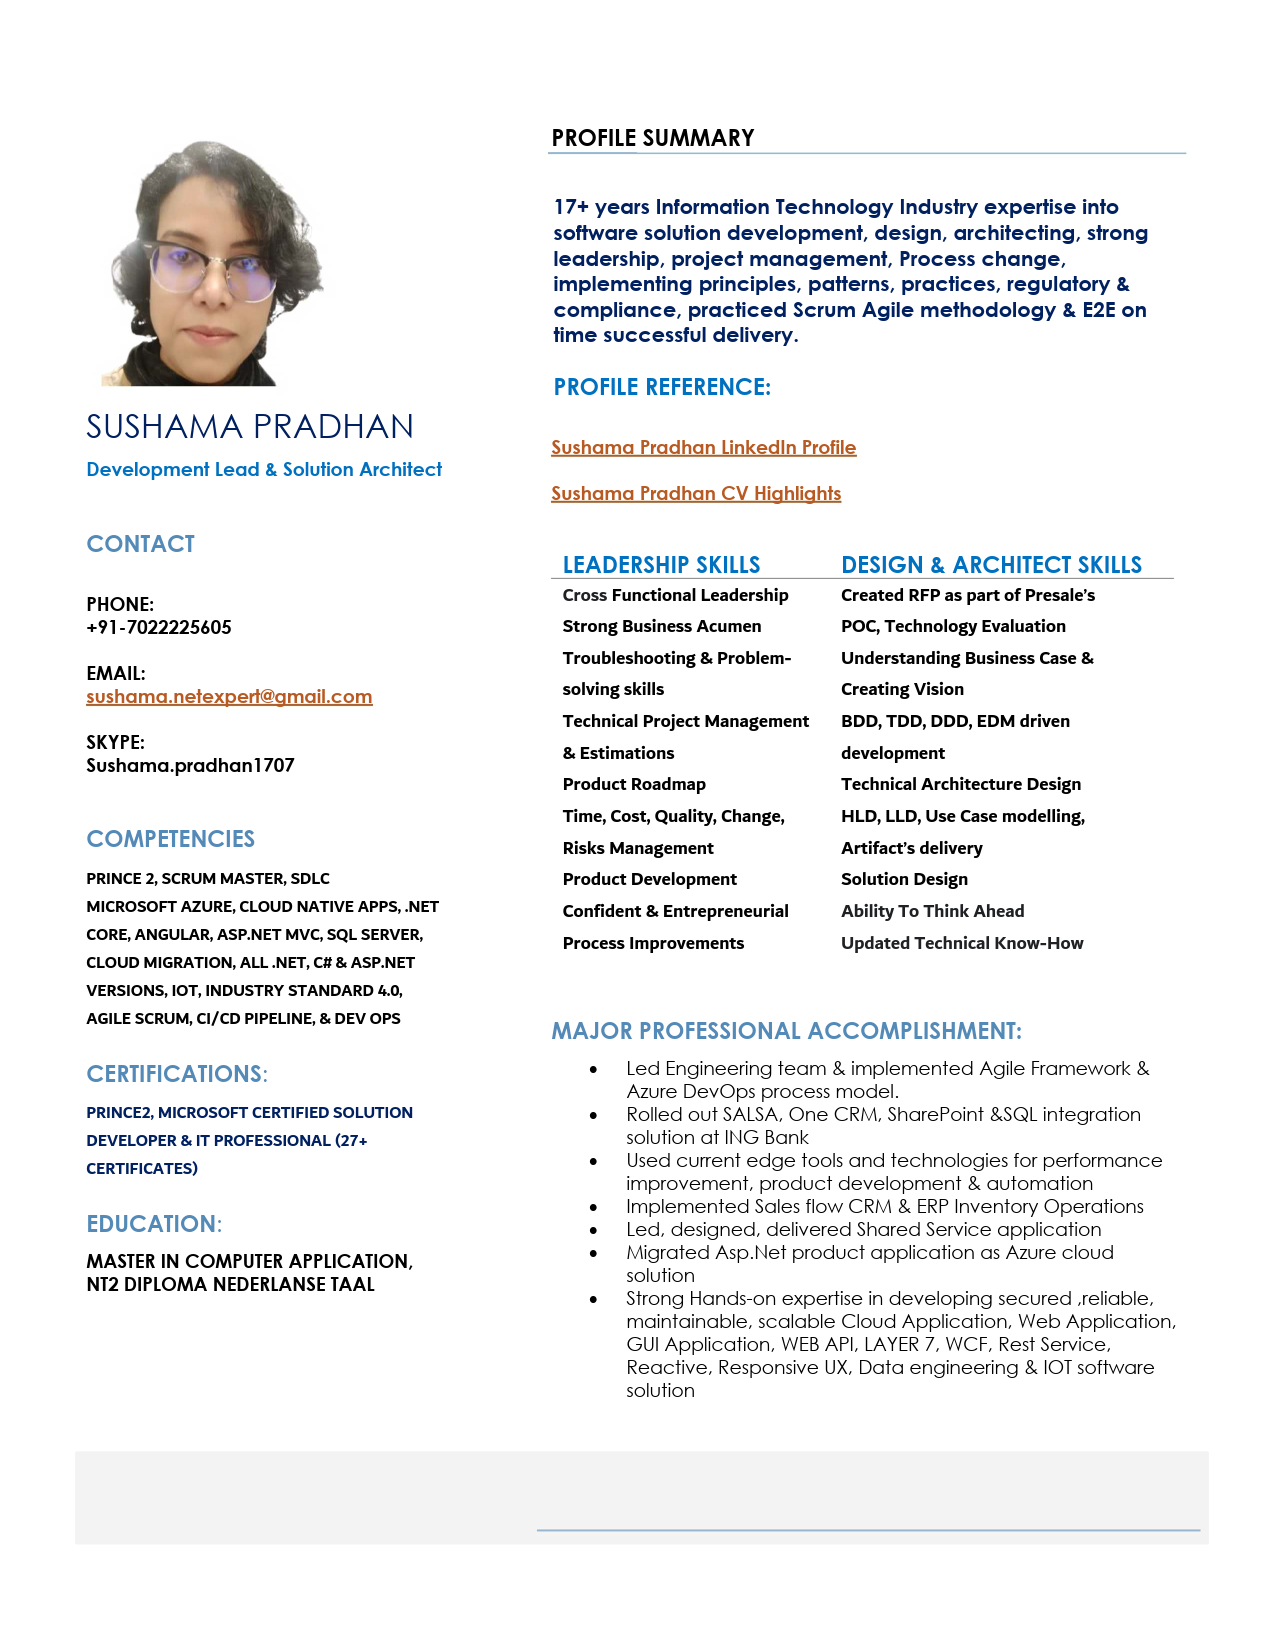 SUSHAMA PRADHAN
Development Lead & Solution Architect
CONTACT
PHONE:
+91-7022225605
EMAIL:
sushama.netexpert@gmail.com
SKYPE:
Sushama.pradhan1707
COMPETENCIES
PRINCE 2, SCRUM MASTER, SDLC
MICROSOFT AZURE, CLOUD NATIVE APPS, .NET
CORE, ANGULAR, ASP.NET MVC, SQL SERVER,
CLOUD MIGRATION, ALL .NET, C# & ASP.NET
VERSIONS, IOT, INDUSTRY STANDARD 4.0,
AGILE SCRUM, CI/CD PIPELINE, & DEV OPS
CERTIFICATIONS:
PRINCE2, MICROSOFT CERTIFIED SOLUTION
DEVELOPER & IT PROFESSIONAL (27+
CERTIFICATES)
EDUCATION:
MASTER IN COMPUTER APPLICATION,
NT2 DIPLOMA NEDERLANSE TAAL
PROFILE SUMMARY
17+ years Information Technology Industry expertise into
software solution development, design, architecting, strong
leadership, project management, Process change,
implementing principles, patterns, practices, regulatory &
compliance, practiced Scrum Agile methodology & E2E on
time successful delivery.
PROFILE REFERENCE:
Sushama Pradhan LinkedIn Profile
Sushama Pradhan CV Highlights
LEADERSHIP SKILLS
Cross Functional Leadership
Strong Business Acumen
Troubleshooting & Problem-
solving skills
Technical Project Management
& Estimations
Product Roadmap
Time, Cost, Quality, Change,
Risks Management
Product Development
Confident & Entrepreneurial
Process Improvements
DESIGN & ARCHITECT SKILLS
Created RFP as part of Presale’s
POC, Technology Evaluation
Understanding Business Case &
Creating Vision
BDD, TDD, DDD, EDM driven
development
Technical Architecture Design
HLD, LLD, Use Case modelling,
Artifact’s delivery
Solution Design
Ability To Think Ahead
Updated Technical Know-How
MAJOR PROFESSIONAL ACCOMPLISHMENT:
• Led Engineering team & implemented Agile Framework &
Azure DevOps process model.
• Rolled out SALSA, One CRM, SharePoint &SQL integration
solution at ING Bank
• Used current edge tools and technologies for performance
improvement, product development & automation
• Implemented Sales flow CRM & ERP Inventory Operations
• Led, designed, delivered Shared Service application
• Migrated Asp.Net product application as Azure cloud
solution
• Strong Hands-on expertise in developing secured ,reliable,
maintainable, scalable Cloud Application, Web Application,
GUI Application, WEB API, LAYER 7, WCF, Rest Service,
Reactive, Responsive UX, Data engineering & IOT software
solution